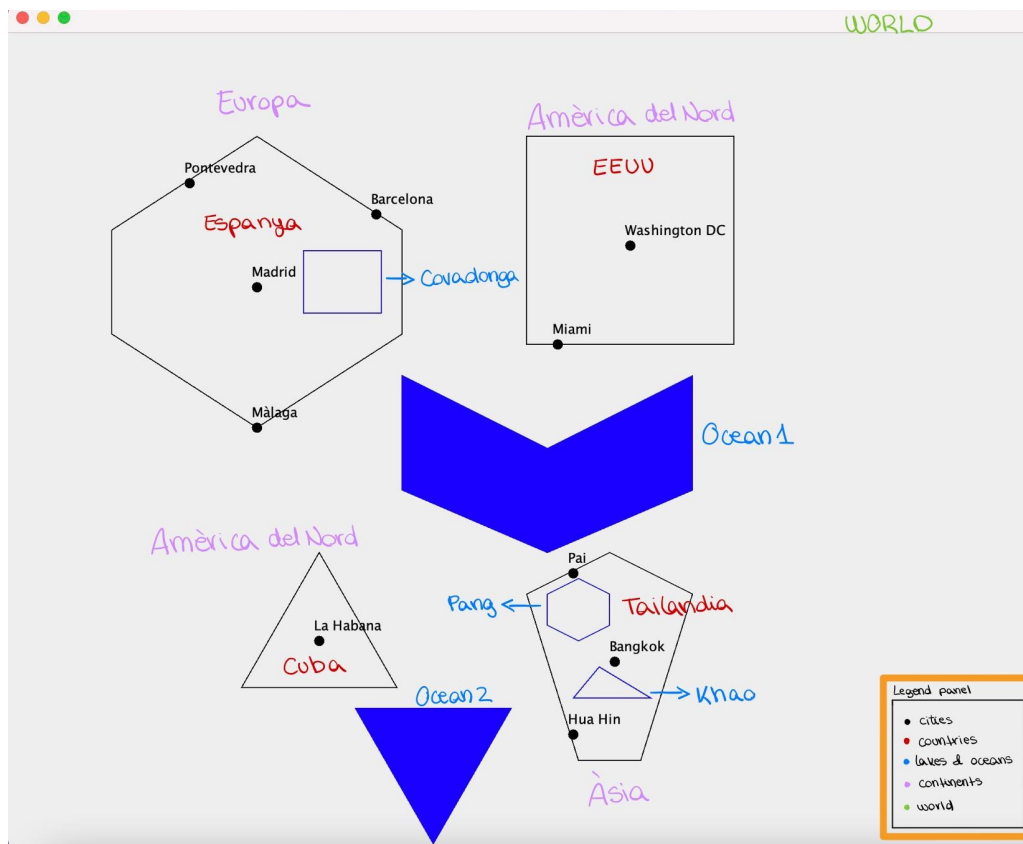 WORLD
Europa
Amèrica del Nord
Pontevedra
EEUU
Barcelona
Espanya
Washington DC
Madrid
Covadonga
Miami
Màlaga
Ocean1
Amèrica del Nord
Pai
Pang
Tailandia
La Habana
Bangkok
Cuba
Ocean2
Khao
Hua Hin
Àsia
Legend panel
cities
countries
lakes & oceans
continents
world